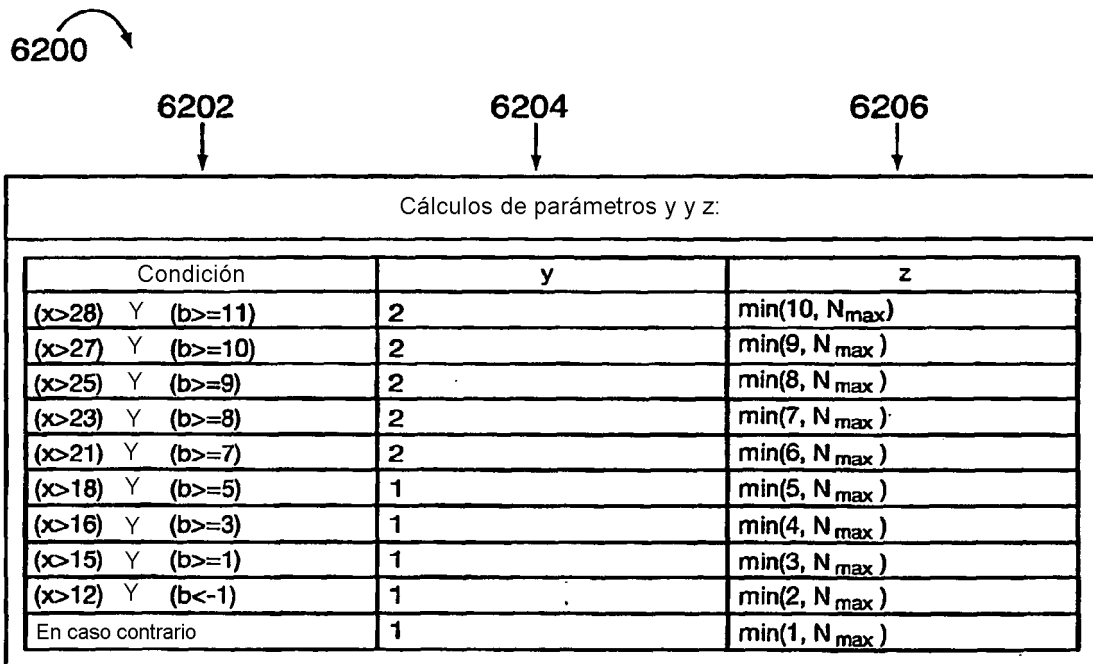 6200
6202 6204 6206
Cálculos de parámetros y y z:
Condición y z
(x>28) Y (b>=11) 2 min(10, Nmax)
(x>27) Y (b>=10) 2 min(9, Nmax)
(x>25) Y (b>=9) 2 min(8, Nmax)
(x>23) Y (b>=8) 2 min(7, Nmax)
(x>21) Y (b>=7) 2 min(6, Nmax)
(x>18) Y (b>=5) 1 min(5, Nmax)
(x>16) Y (b>=3) 1 min(4, Nmax)
(x>15) Y (b>=1) 1 min(3, Nmax)
(x>12) Y (b<-1) 1 min(2, Nmax)
En caso contrario 1 min(1, Nmax)